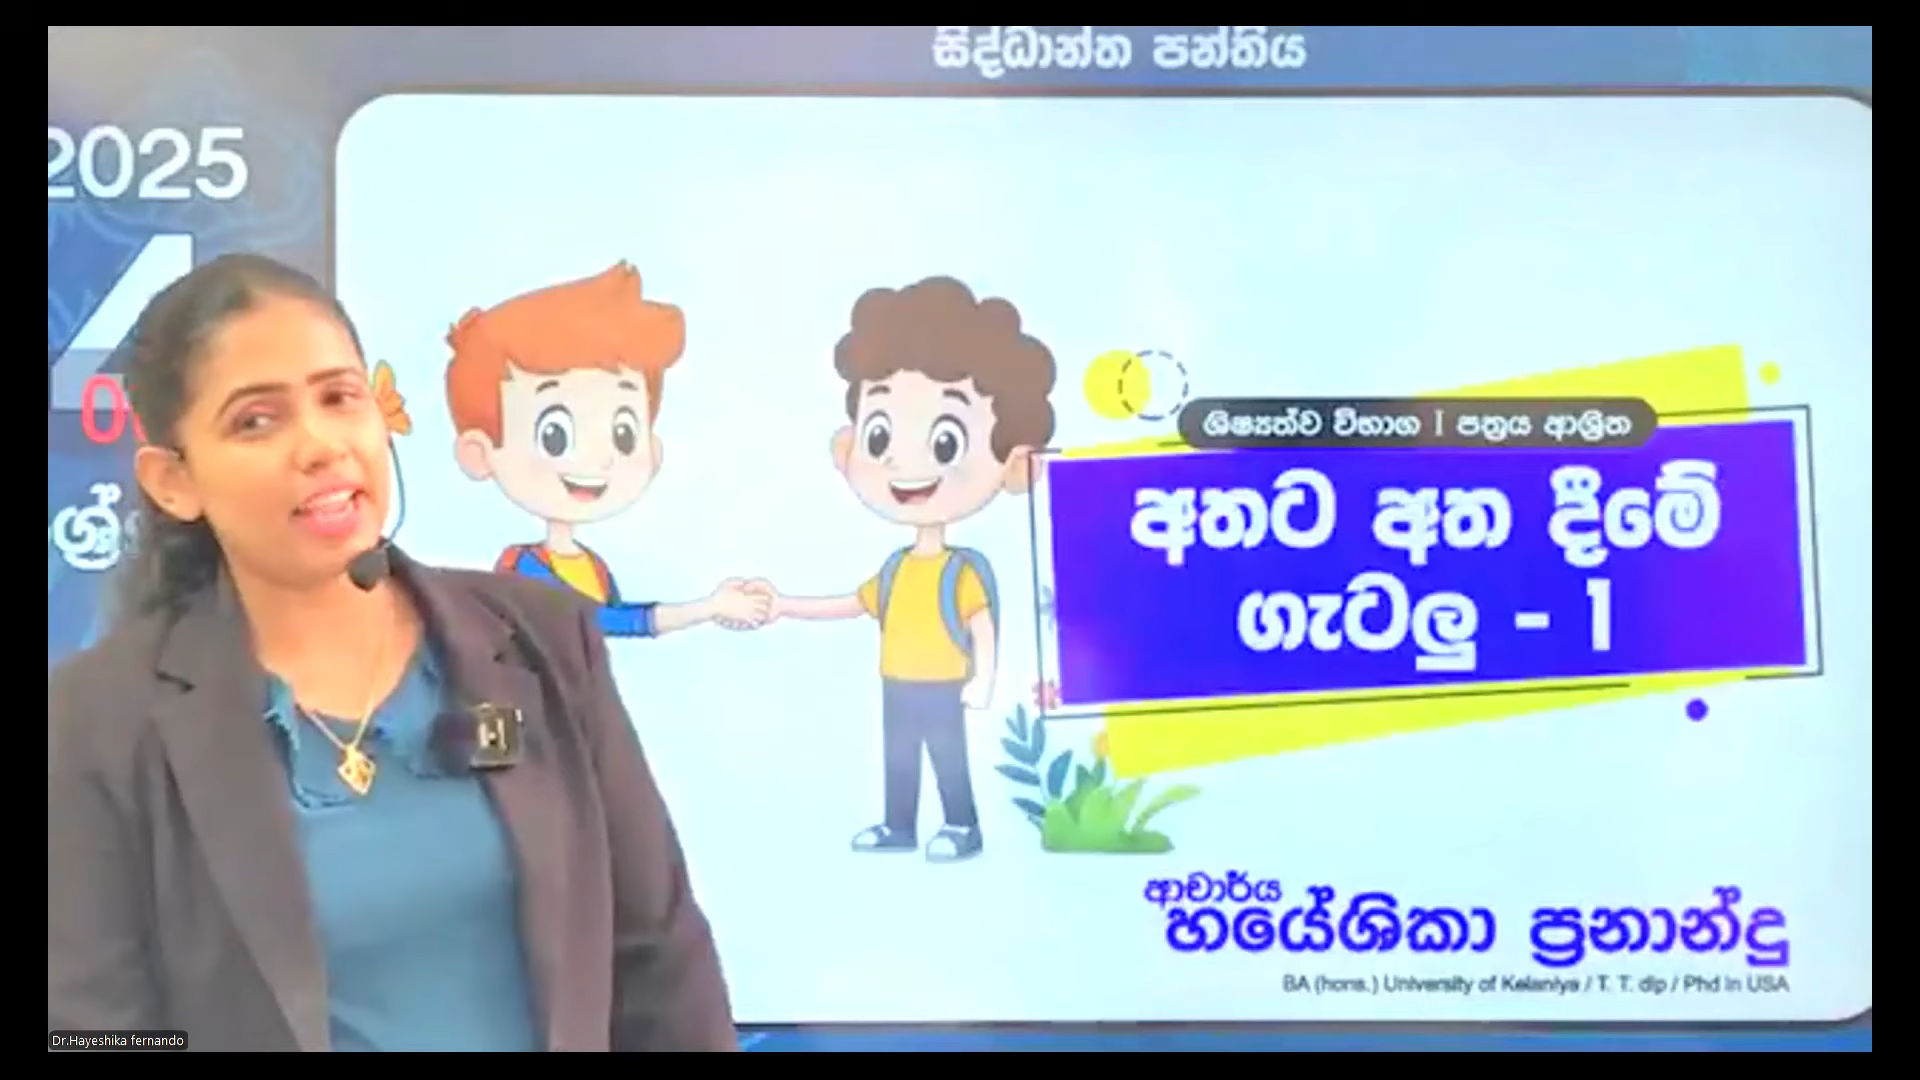 සිද්ධාන්ත පන්තිය
2025
4
ශිෂ්‍යත්ව විභාග | පත්‍රය ආශ්‍රිත
අතට අත දීමේ
ගැටලු - 1
ආචාර්ය
හයේශිකා ප්‍රනාන්දු
BA (hons.) University of Kelaniya / T. T. dip / Phd in USA
Dr.Hayeshika fernando